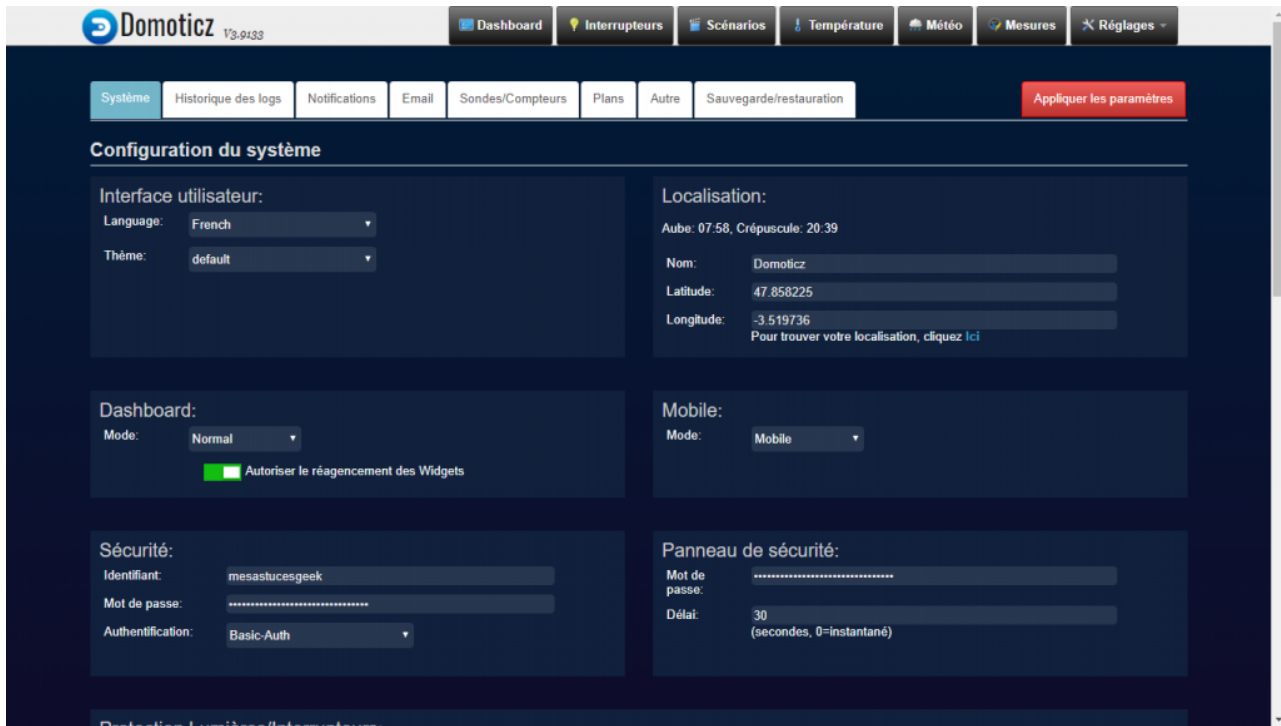 Domoticz V3.9133
Dashboard Interrupteurs Scénarios Température Météo Mesures Réglages
Système Historique des logs Notifications Email Sondes/Compteurs Plans Autre Sauvegarde/restauration Appliquer les paramètres
Configuration du système
Interface utilisateur:
Language: French
Thème: default
Localisation:
Aube: 07:58, Crépuscule: 20:39
Nom: Domoticz
Latitude: 47.858225
Longitude: -3.519736
Pour trouver votre localisation, cliquez Ici
Dashboard:
Mode: Normal
Autoriser le réagencement des Widgets
Mobile:
Mode: Mobile
Sécurité:
Identifiant: mesastucesgeek
Mot de passe: ••••••••••••••••••••••••••••••••
Authentification: Basic-Auth
Panneau de sécurité:
Mot de
passe: ••••••••••••••••••••••••••••••••
Délai: 30
(secondes, 0=instantané)
Protection Lumières/Interrupteurs: